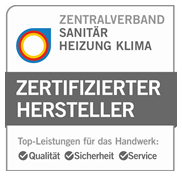 ZENTRALVERBAND
SANITÄR
HEIZUNG KLIMA
ZERTIFIZIERTER
HERSTELLER
Top-Leistungen für das Handwerk:
Qualität Sicherheit Service